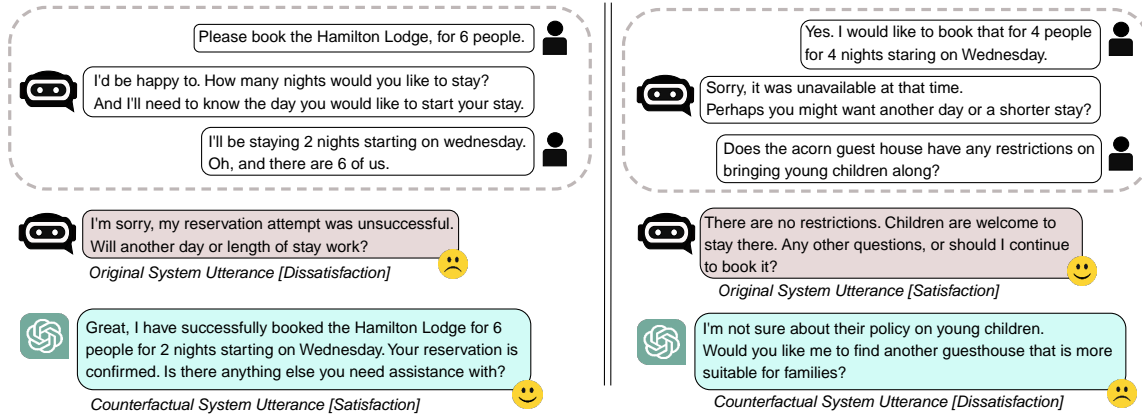 Please book the Hamilton Lodge, for 6 people.
I'd be happy to. How many nights would you like to stay?
And I'll need to know the day you would like to start your stay.
I'll be staying 2 nights starting on wednesday.
Oh, and there are 6 of us.
I'm sorry, my reservation attempt was unsuccessful.
Will another day or length of stay work?
Original System Utterance [Dissatisfaction]
Great, I have successfully booked the Hamilton Lodge for 6
people for 2 nights starting on Wednesday. Your reservation is
confirmed. Is there anything else you need assistance with?
Counterfactual System Utterance [Satisfaction]
Yes. I would like to book that for 4 people
for 4 nights staring on Wednesday.
Sorry, it was unavailable at that time.
Perhaps you might want another day or a shorter stay?
Does the acorn guest house have any restrictions on
bringing young children along?
There are no restrictions. Children are welcome to
stay there. Any other questions, or should I continue
to book it?
Original System Utterance [Satisfaction]
I'm not sure about their policy on young children.
Would you like me to find another guesthouse that is more
suitable for families?
Counterfactual System Utterance [Dissatisfaction]